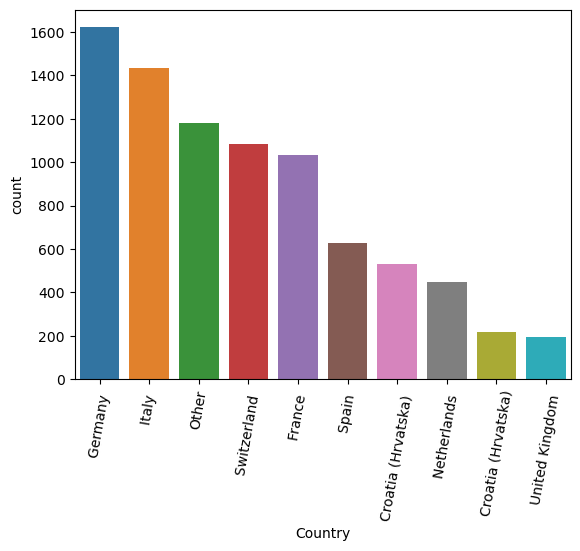 1600
1400
1200
1000
800
600
400
200
0
count
Germany
Italy
Other
Switzerland
France
Spain
Croatia (Hrvatska)
Netherlands
Croatia (Hrvatska)
United Kingdom
Country